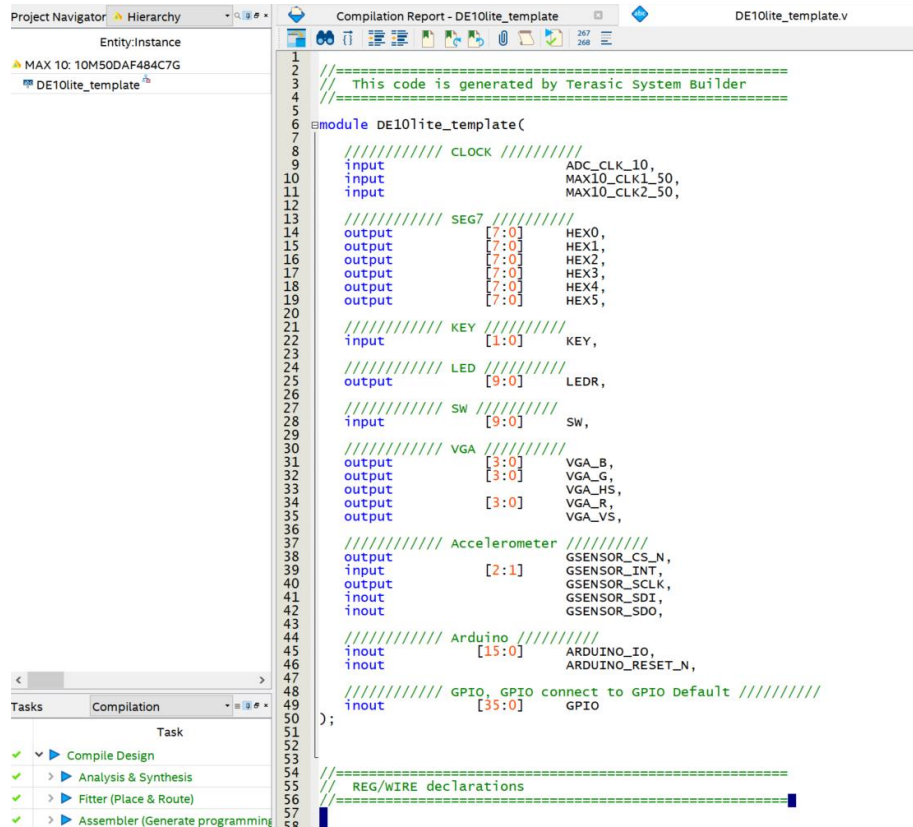 Project Navigator Hierarchy
Entity:Instance
MAX 10: 10M50DAF484C7G
DE10lite_template
Tasks Compilation
Task
Compile Design
Analysis & Synthesis
Fitter (Place & Route)
Assembler (Generate programming
Compilation Report - DE10lite_template DE10lite_template.v
267
268
1
2 //=======================================================
3 // This code is generated by Terasic System Builder
4 //=======================================================
5
6 module DE10lite_template(
7
8 //////////// CLOCK //////////
9 input ADC_CLK_10,
10 input MAX10_CLK1_50,
11 input MAX10_CLK2_50,
12
13 //////////// SEG7 //////////
14 output [7:0] HEX0,
15 output [7:0] HEX1,
16 output [7:0] HEX2,
17 output [7:0] HEX3,
18 output [7:0] HEX4,
19 output [7:0] HEX5,
20
21 //////////// KEY //////////
22 input [1:0] KEY,
23
24 //////////// LED //////////
25 output [9:0] LEDR,
26
27 //////////// SW //////////
28 input [9:0] SW,
29
30 //////////// VGA //////////
31 output [3:0] VGA_B,
32 output [3:0] VGA_G,
33 output VGA_HS,
34 output [3:0] VGA_R,
35 output VGA_VS,
36
37 //////////// Accelerometer //////////
38 output GSENSOR_CS_N,
39 input [2:1] GSENSOR_INT,
40 output GSENSOR_SCLK,
41 inout GSENSOR_SDI,
42 inout GSENSOR_SDO,
43
44 //////////// Arduino //////////
45 inout [15:0] ARDUINO_IO,
46 inout ARDUINO_RESET_N,
47
48 //////////// GPIO, GPIO connect to GPIO Default //////////
49 inout [35:0] GPIO
50 );
51
52
53
54 //=======================================================
55 // REG/WIRE declarations
56 //=======================================================
57
58